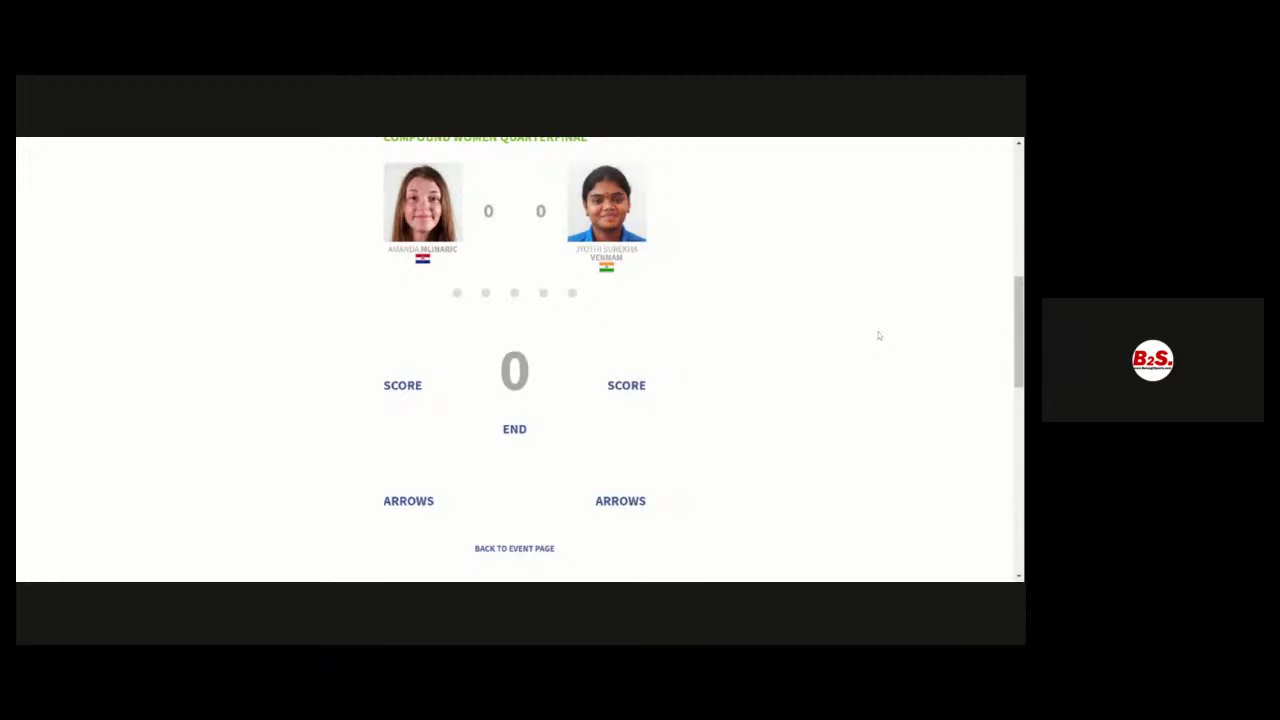 COMPOUND WOMEN QUARTERFINAL
0 0
AMANDA MLINARIC
JYOTHI SUREKHA
VENNAM
0
SCORE SCORE
END
ARROWS ARROWS
BACK TO EVENT PAGE
B2S.